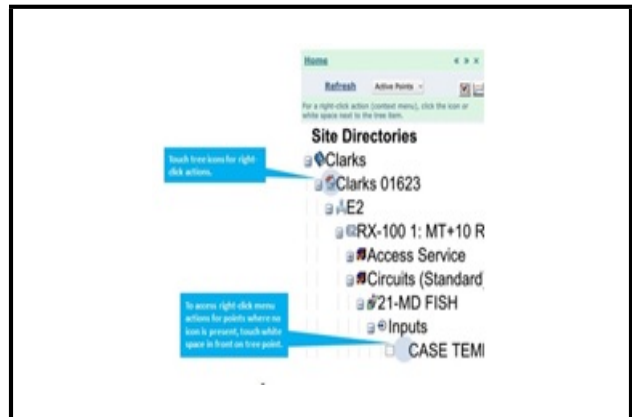 Home
Refresh Active Points
For a right-click action (context menu), click the icon or
white space next to the tree item.
Site Directories
Clarks
Touch tree icons for right-
click actions.
Clarks 01623
E2
RX-100 1: MT+10 R
Access Service
Circuits (Standard)
21-MD FISH
Inputs
To access right-click menu
actions for points where no
icon is present, touch white
space in front on tree point.
CASE TEM